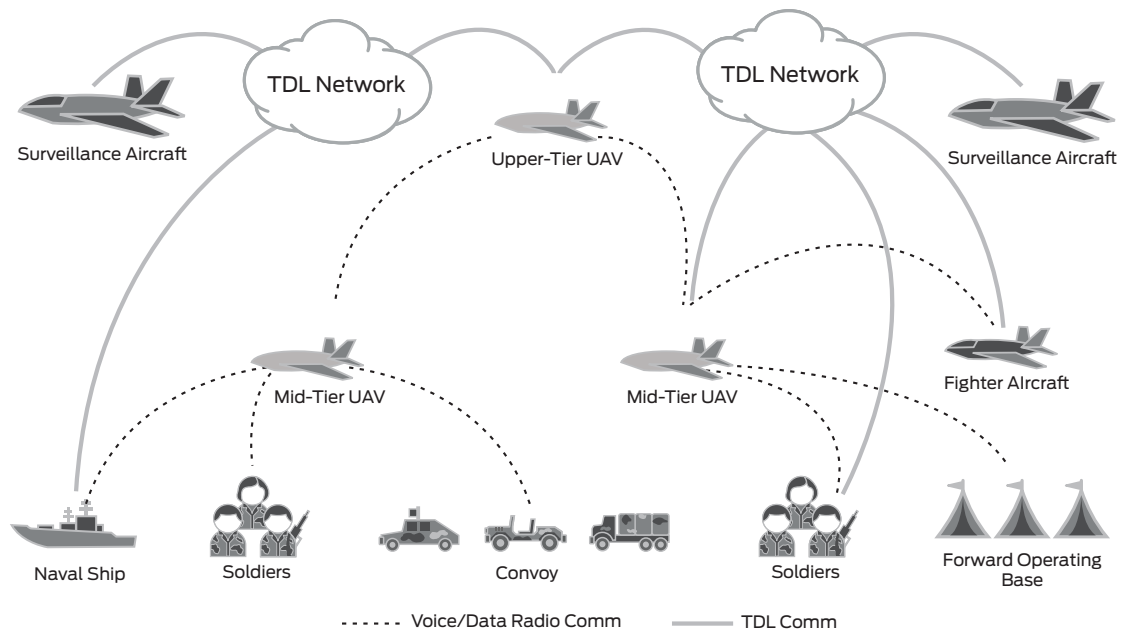 TDL Network
TDL Network
Surveillance Aircraft
Upper-Tier UAV
Surveillance Aircraft
Mid-Tier UAV
Mid-Tier UAV
Fighter AIrcraft
Naval Ship
Soldiers
Convoy
Soldiers
Forward Operating
Base
Voice/Data Radio Comm
TDL Comm